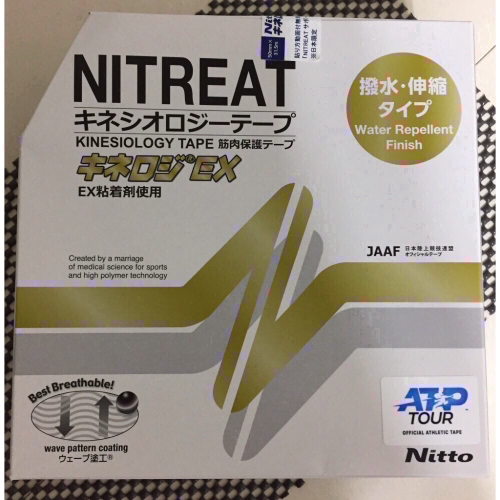 NITREAT
キネシオロジーテープ
KINESIOLOGY TAPE 筋肉保護テープ
キネロジ®EX
EX粘着剤使用
撥水・伸縮
タイプ
Water Repellent
Finish
Created by a marriage
of medical science for sports
and high polymer technology
JAAF 日本陸上競技連盟
オフィシャルテープ
Best Breathable!
wave pattern coating
ウェーブ塗工®
ATP
TOUR
OFFICIAL ATHLETIC TAPE
Nitto